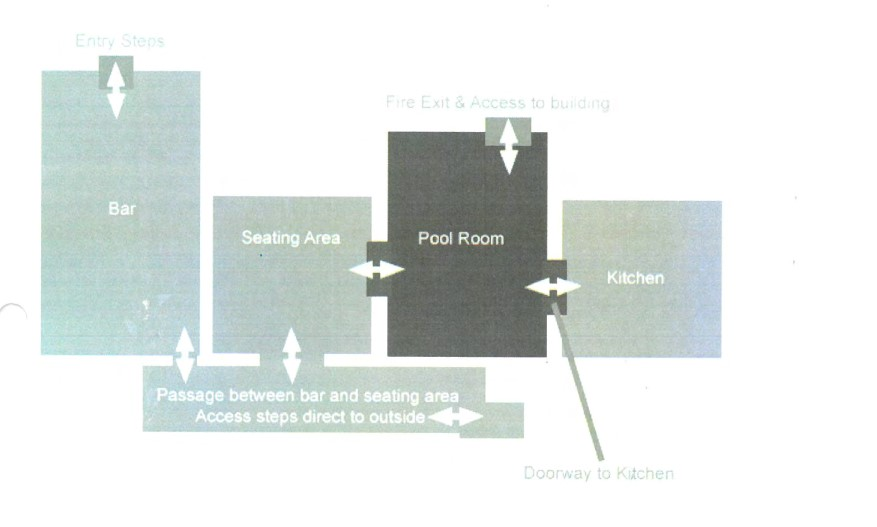 Entry Steps
Fire Exit & Access to building
Bar
Seating Area
Pool Room
Kitchen
Passage between bar and seating area
Access steps direct to outside
Doorway to Kitchen